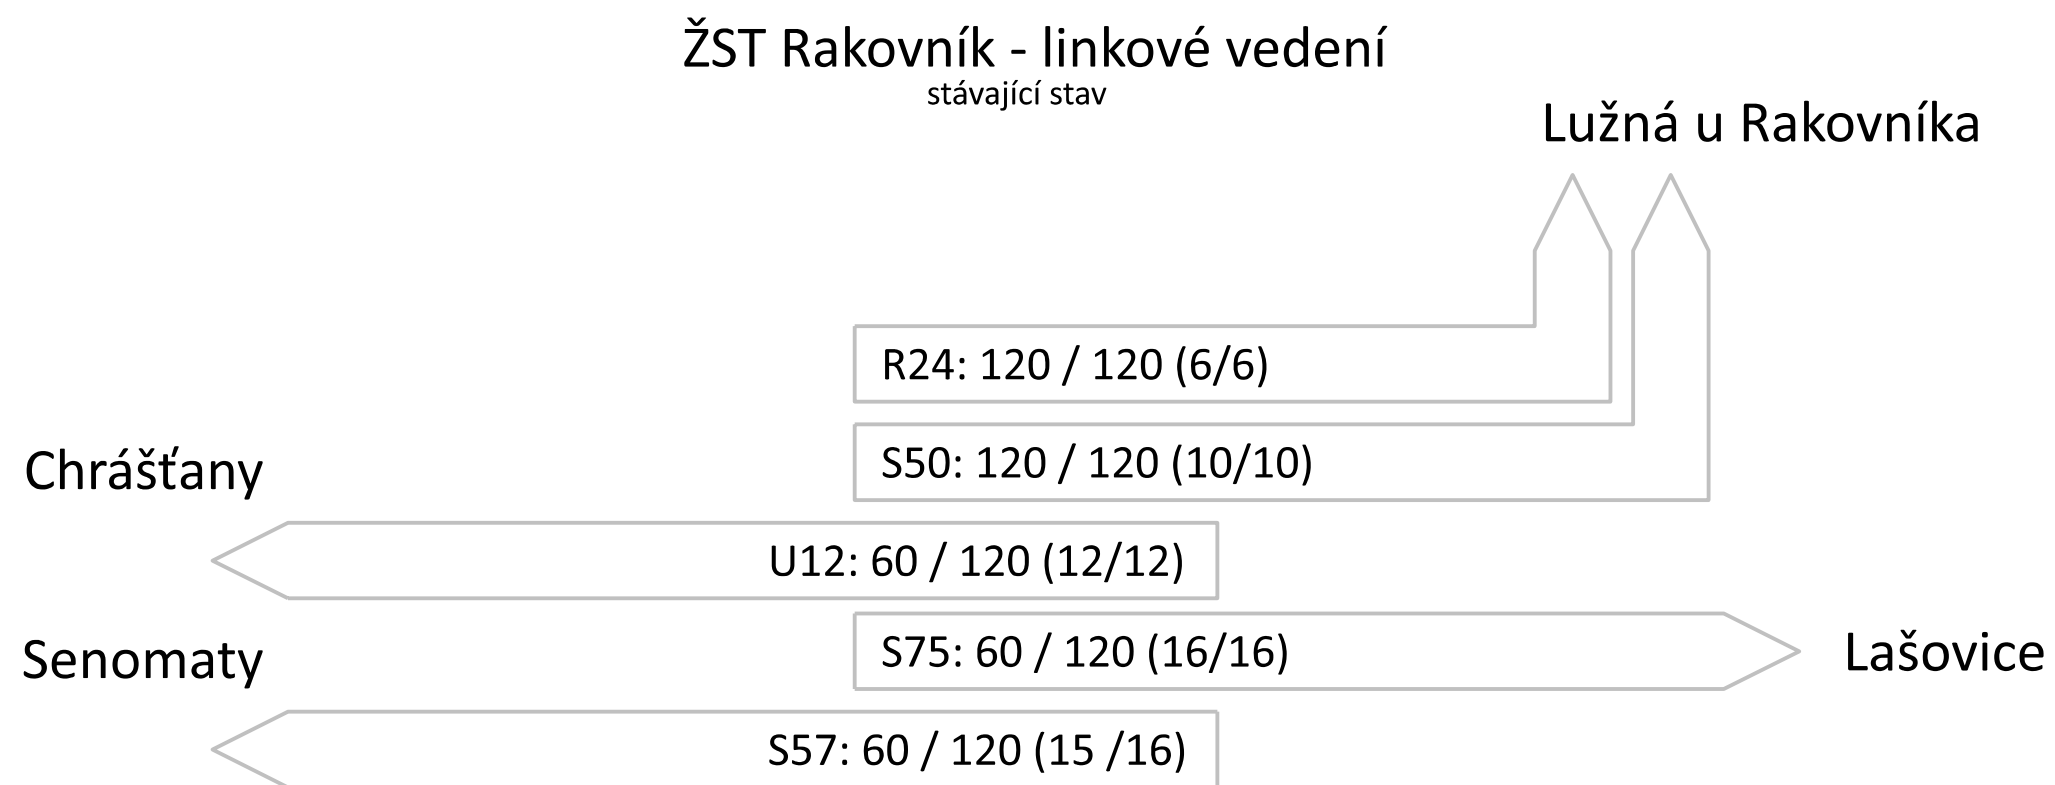 ŽST Rakovník - linkové vedení
stávající stav
Lužná u Rakovníka
R24: 120 / 120 (6/6)
S50: 120 / 120 (10/10)
Chrášťany
U12: 60 / 120 (12/12)
Senomaty
S75: 60 / 120 (16/16)
Lašovice
S57: 60 / 120 (15 /16)